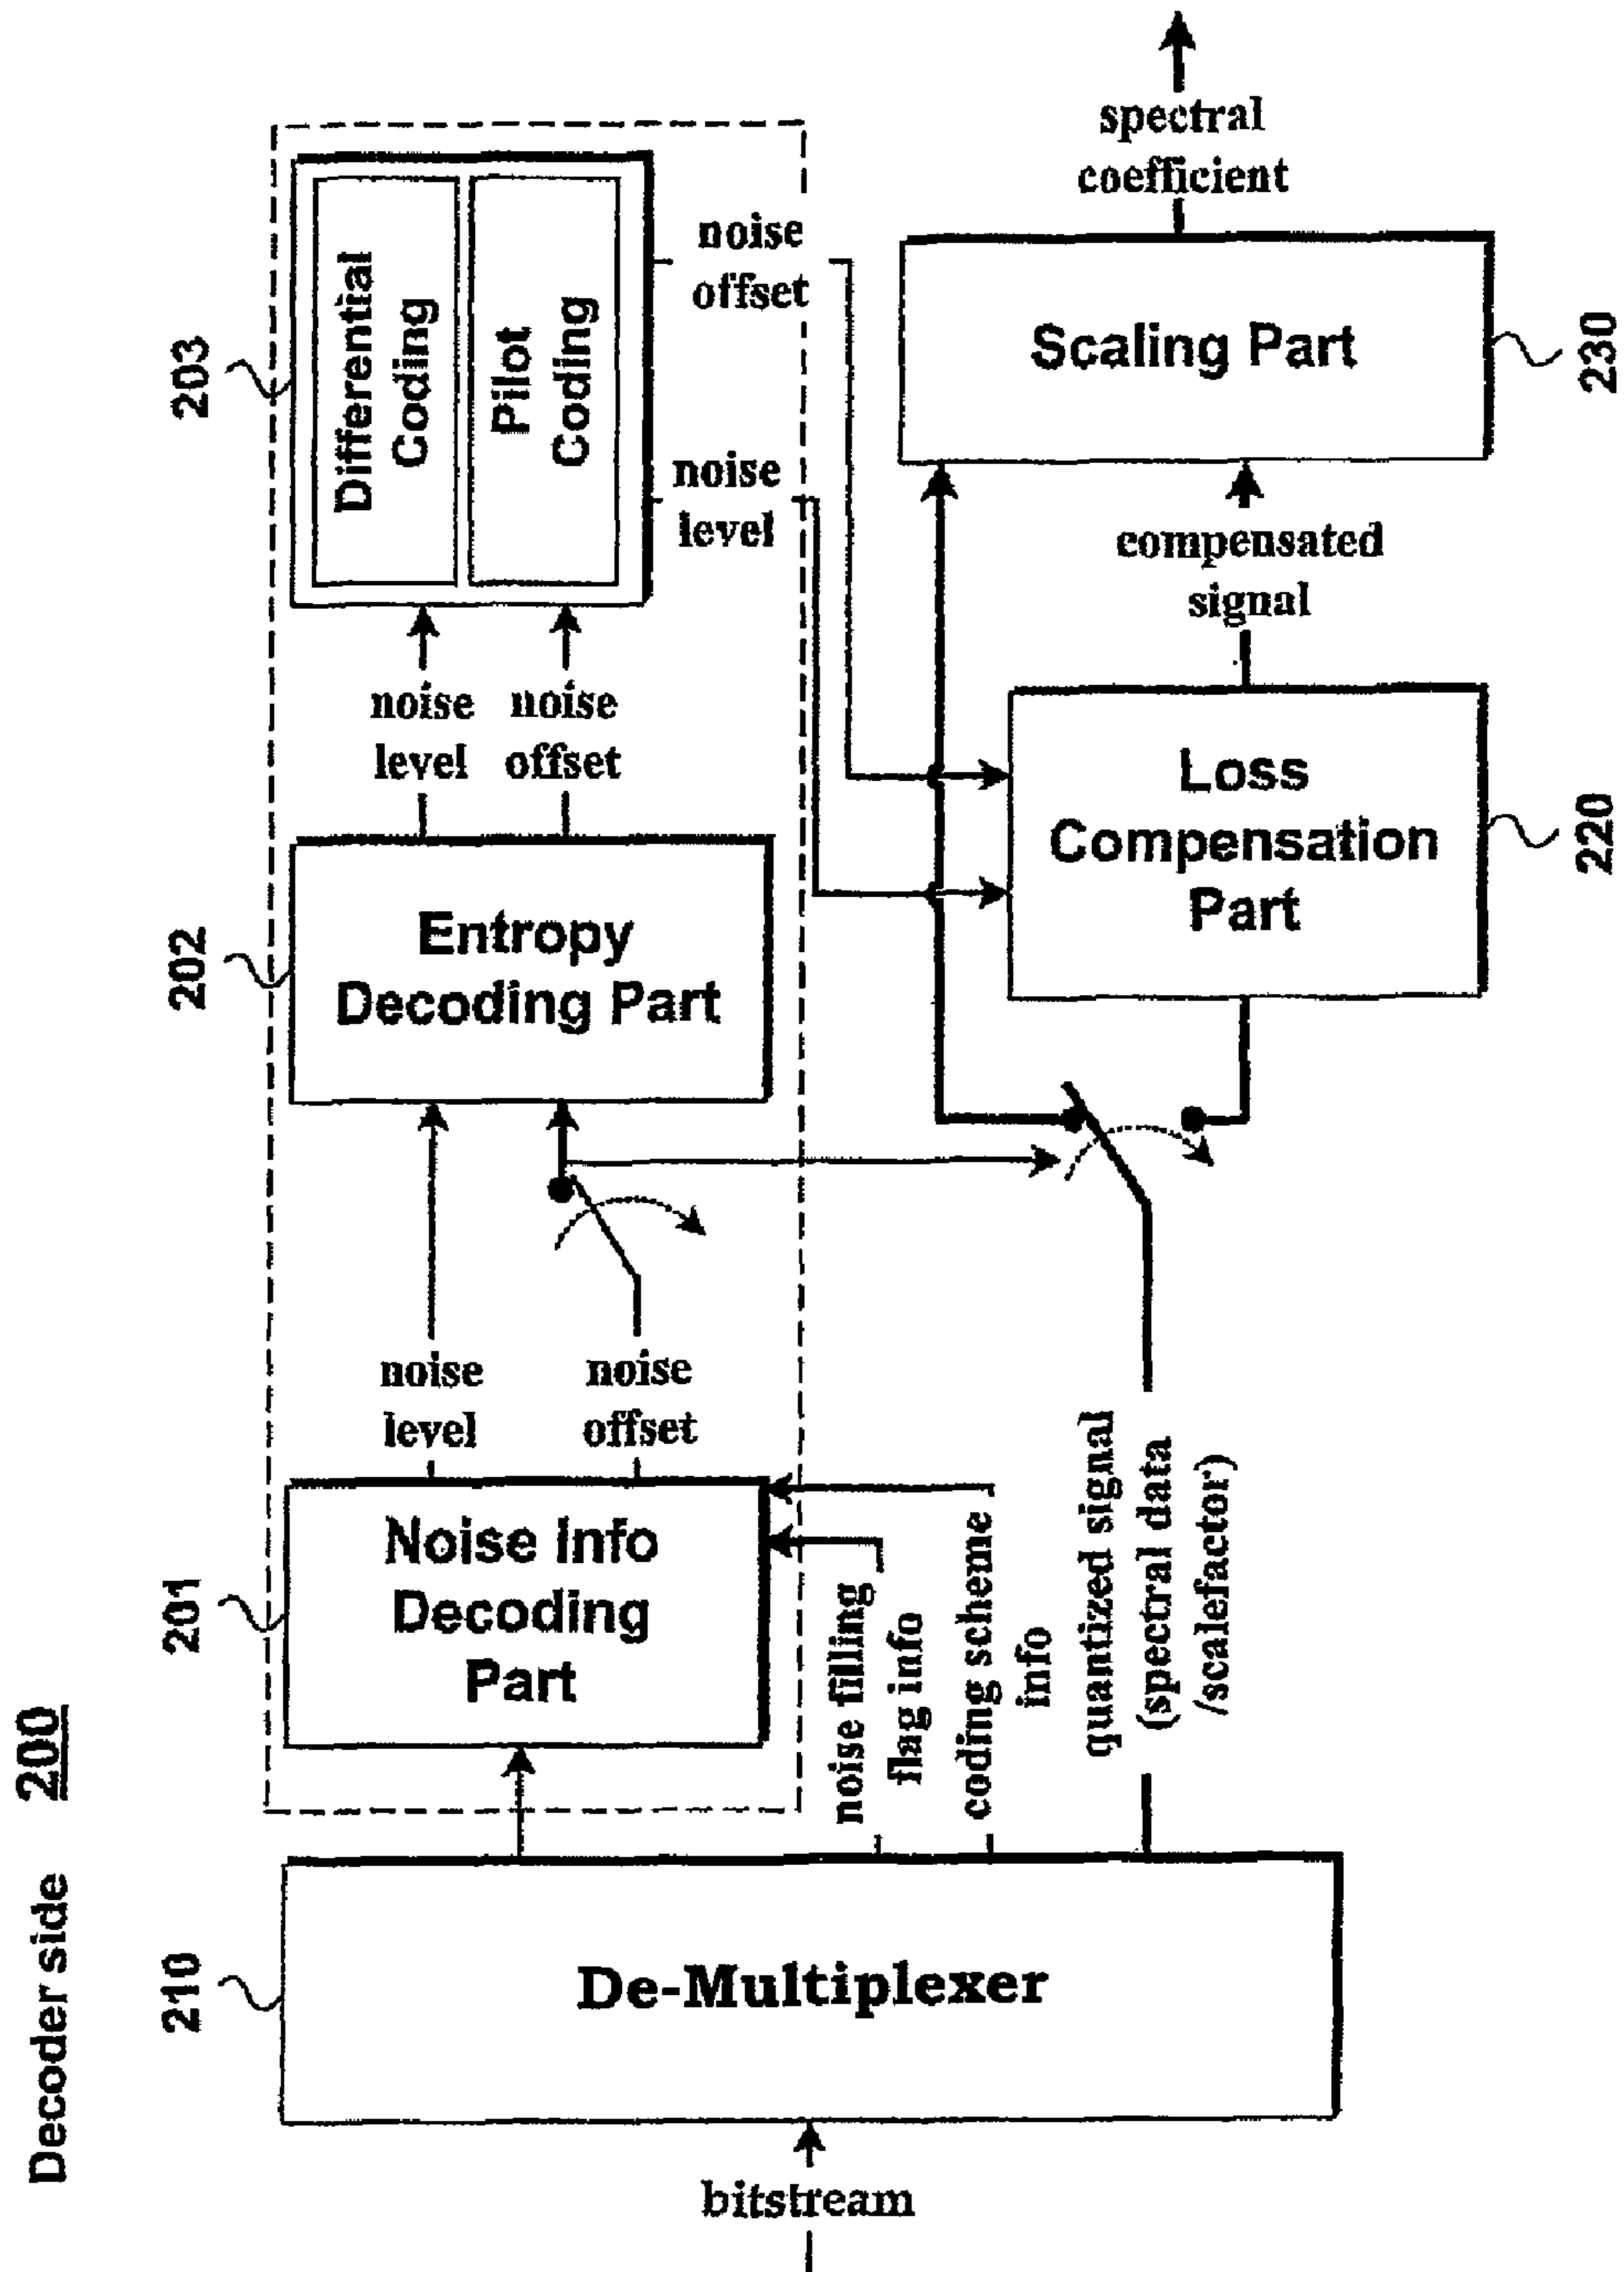 Decoder side 200
210
De-Multiplexer
bitstream
201
Noise Info
Decoding
Part
noise
level
noise
offset
noise filling
flag info
coding scheme
info
quantized signal
(spectral data
/scalefactor)
202
Entropy
Decoding Part
noise
level
noise
offset
203
Differential
Coding
Pilot
Coding
noise
level
noise
offset
Loss
Compensation
Part
220
compensated
signal
Scaling Part
230
spectral
coefficient